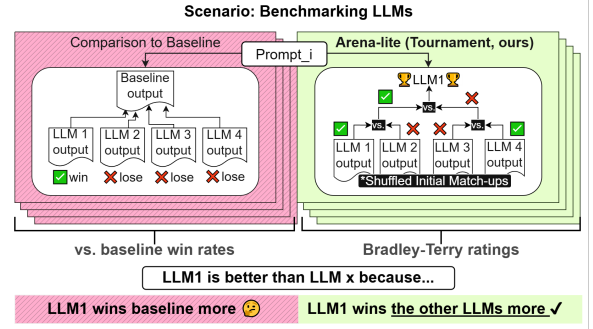 Scenario: Benchmarking LLMs
Comparison to Baseline
Arena-lite (Tournament, ours)
Prompt_i
Baseline
output
LLM 1
output
LLM 2
output
LLM 3
output
LLM 4
output
win
lose
lose
lose
LLM1
vs.
vs.
vs.
LLM 1
output
LLM 2
output
LLM 3
output
LLM 4
output
*Shuffled Initial Match-ups
vs. baseline win rates
Bradley-Terry ratings
LLM1 is better than LLM x because...
LLM1 wins baseline more 🤔
LLM1 wins the other LLMs more ✓